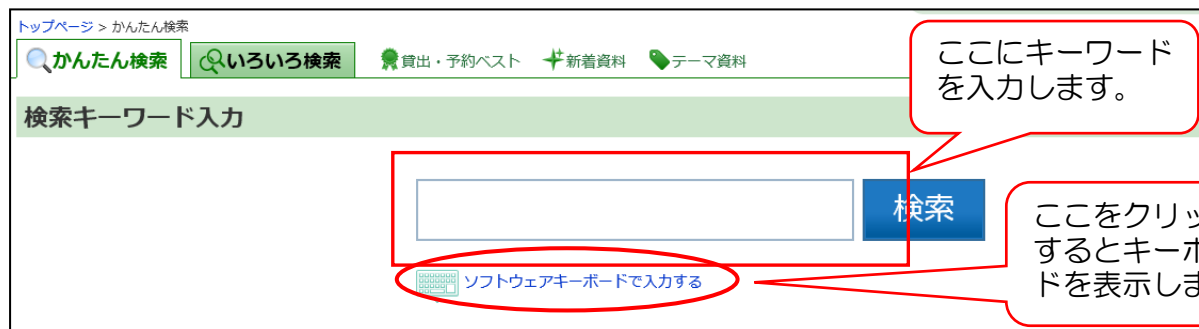 トップページ > かんたん検索
かんたん検索 いろいろ検索 貸出・予約ベスト 新着資料 テーマ資料
ここにキーワード
を入力します。
検索キーワード入力
検索
ソフトウェアキーボードで入力する
ここをクリッ
するとキーボ
ドを表示しま